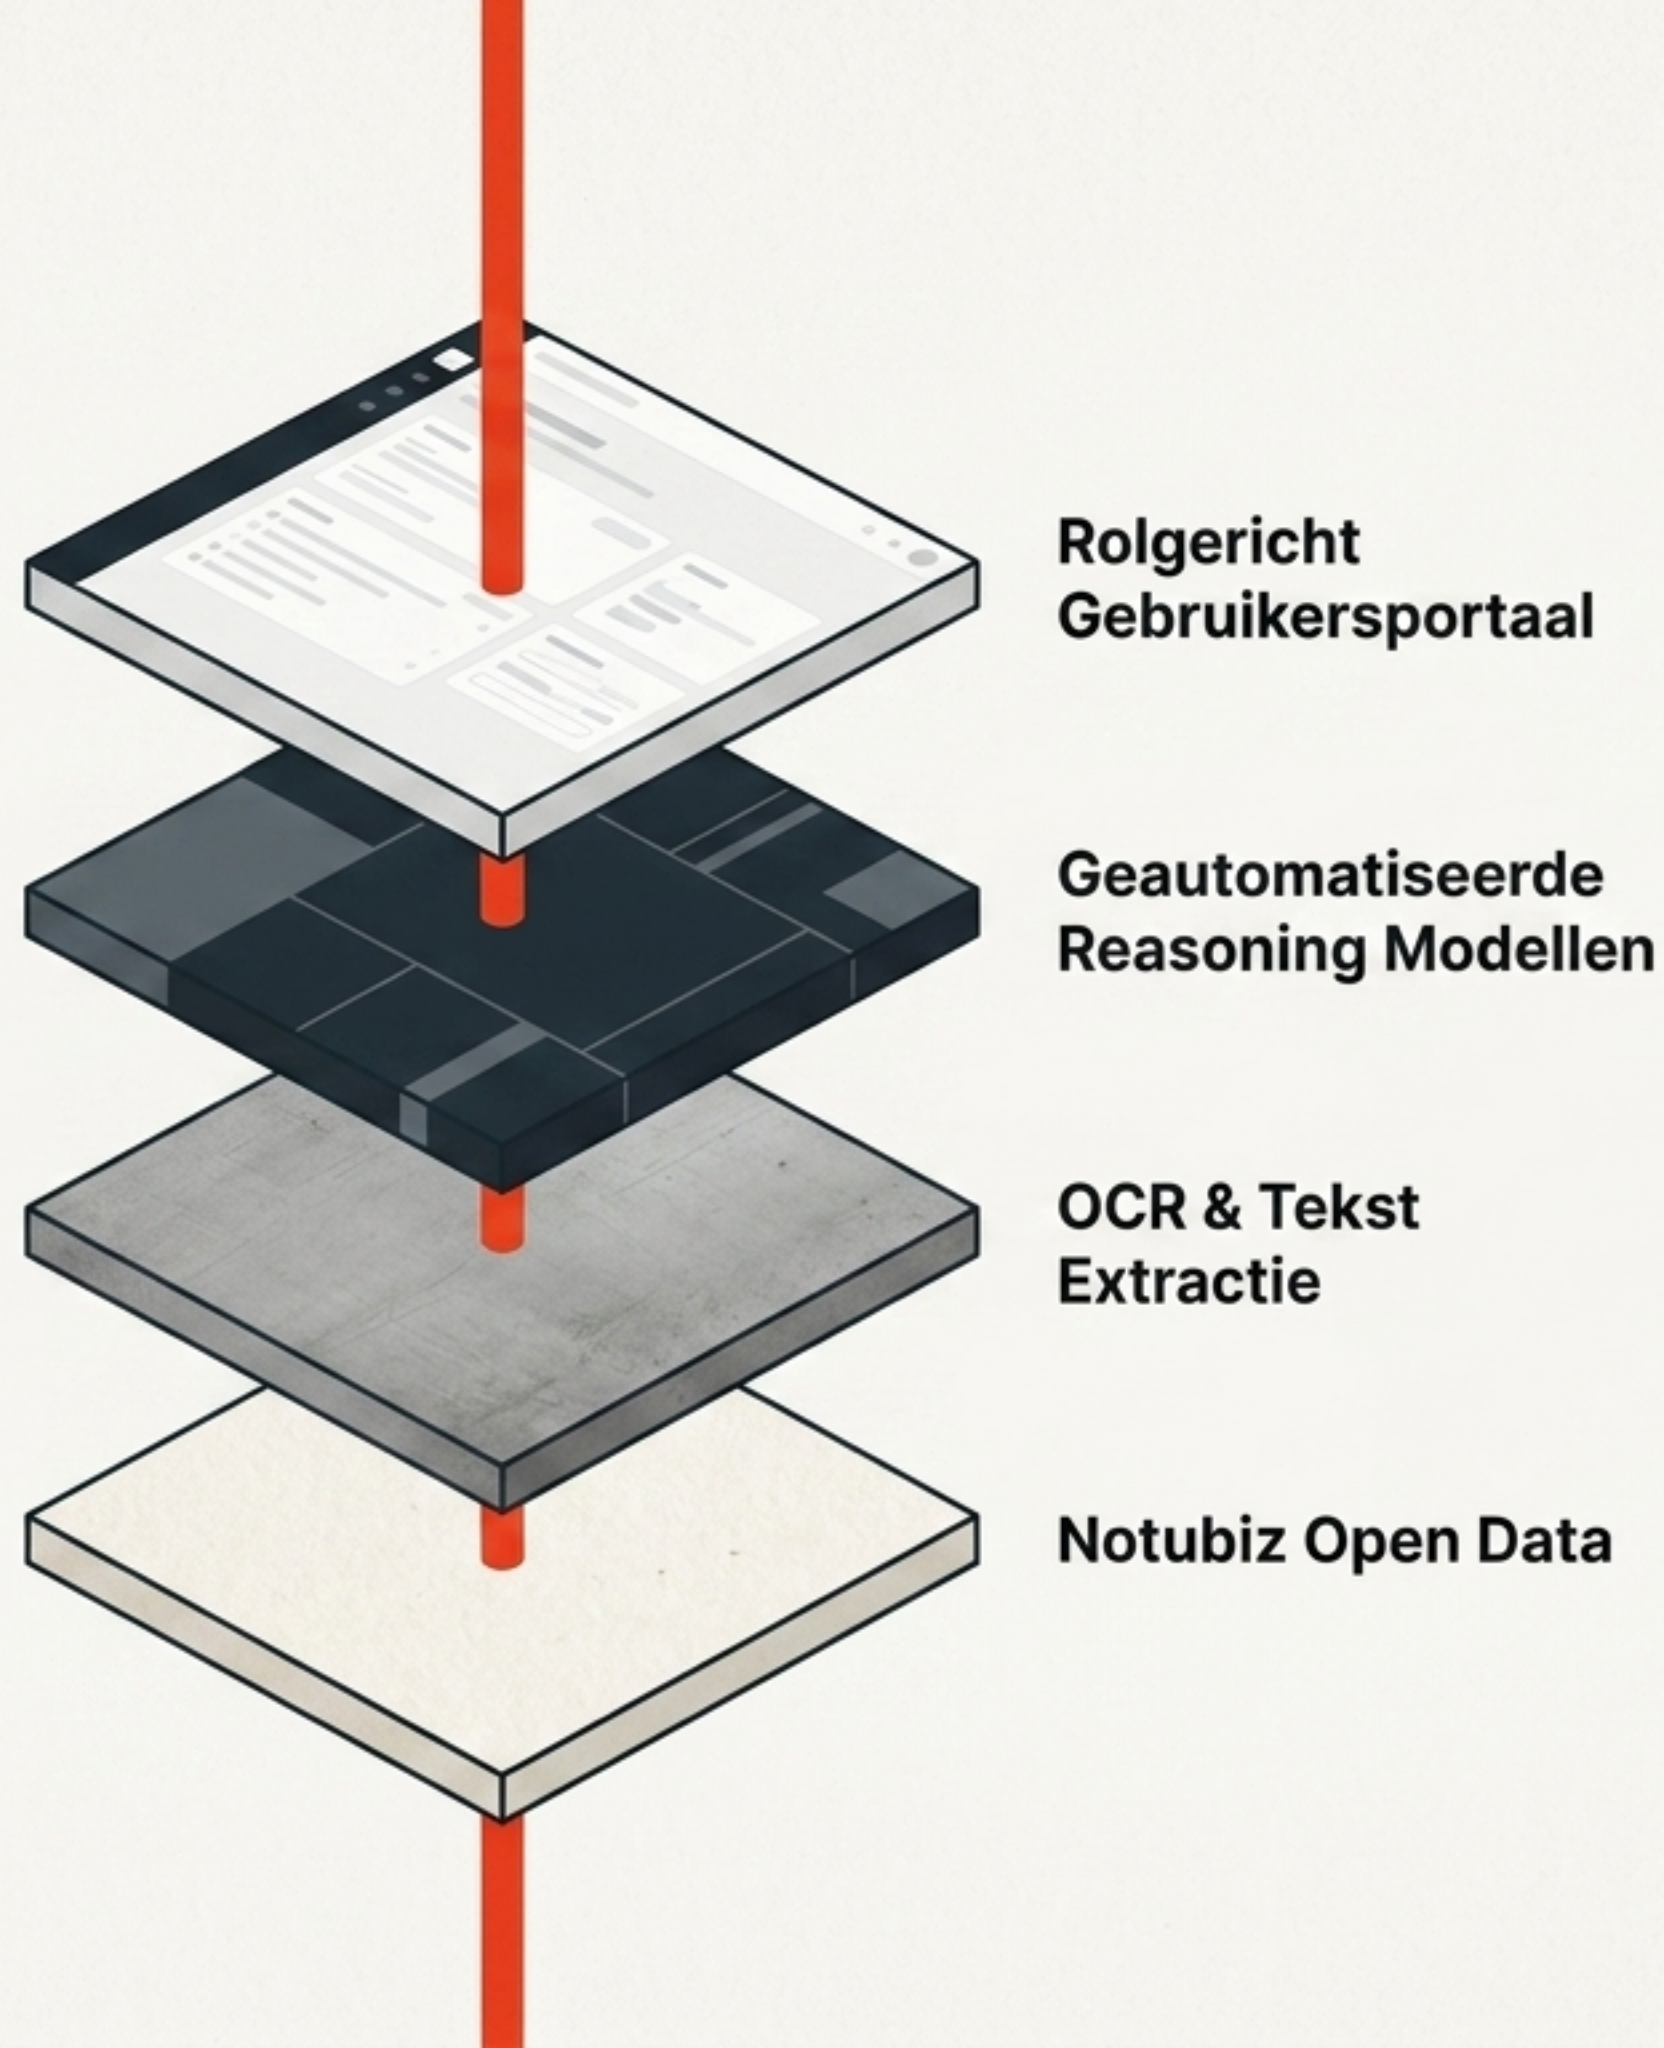 Rolgericht
Gebruikersportaal
Geautomatiseerde
Reasoning Modellen
OCR & Tekst
Extractie
Notubiz Open Data